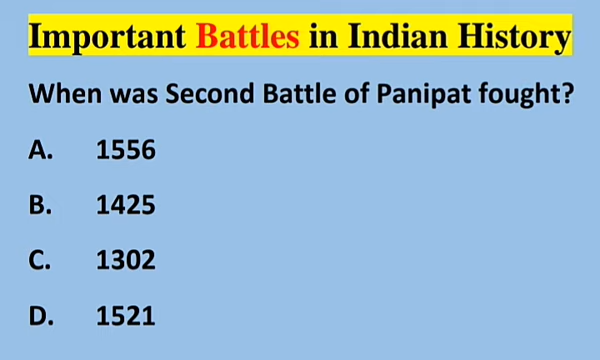 Important Battles in Indian History
When was Second Battle of Panipat fought?
A. 1556
B. 1425
C. 1302
D. 1521